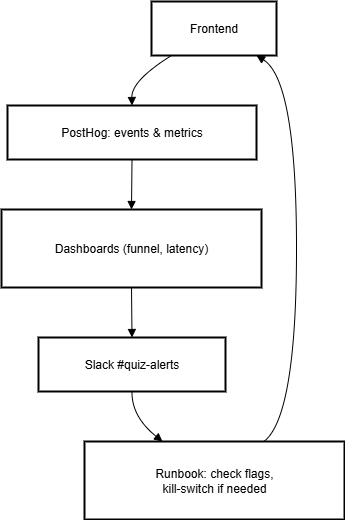 Frontend
PostHog: events & metrics
Dashboards (funnel, latency)
Slack #quiz-alerts
Runbook: check flags,
kill-switch if needed